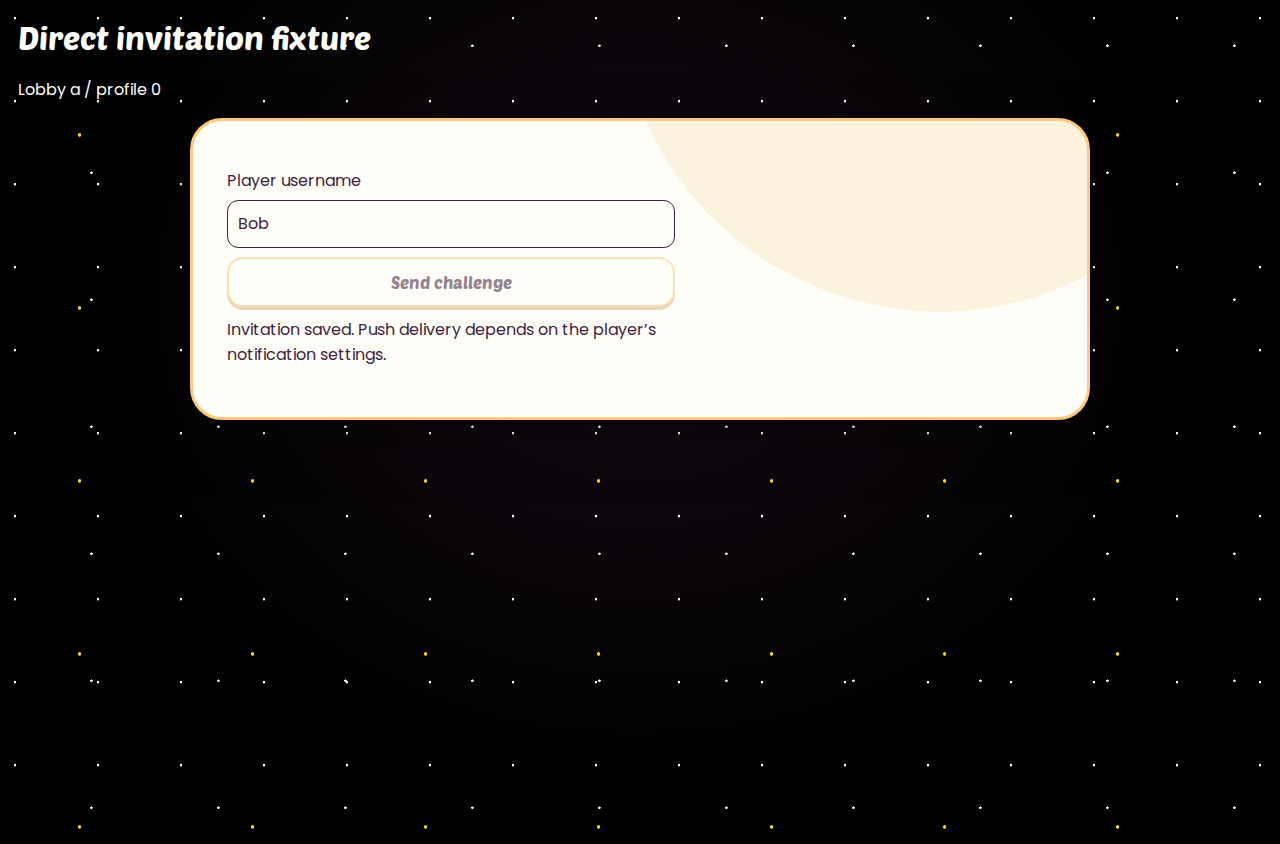 Direct invitation fixture
Lobby a / profile 0
Player username
Bob
Send challenge
Invitation saved. Push delivery depends on the player’s
notification settings.